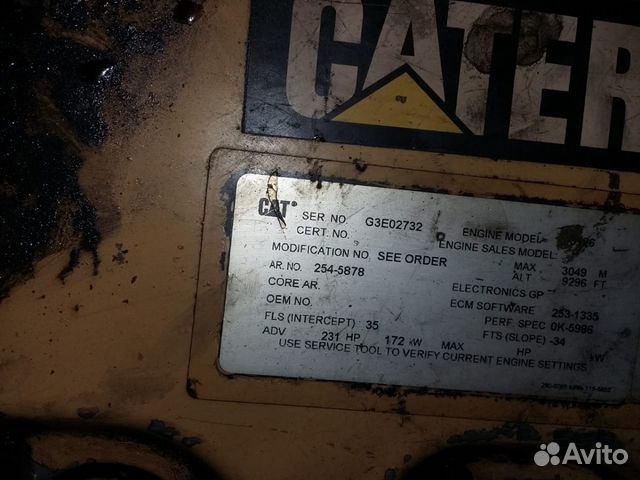 CATER
CAT®
SER. NO. G3E02732
CERT. NO.
ENGINE MODEL
ENGINE SALES MODEL
MODIFICATION NO. SEE ORDER
MAX 3049 M
ALT 9296 FT
AR. NO. 254-5878
CORE AR.
ELECTRONICS GP
OEM NO.
ECM SOFTWARE 253-1335
FLS (INTERCEPT) 35
PERF. SPEC 0K-5986
FTS (SLOPE) -34
ADV 231 HP 172 kW MAX HP kW
USE SERVICE TOOL TO VERIFY CURRENT ENGINE SETTINGS
Avito